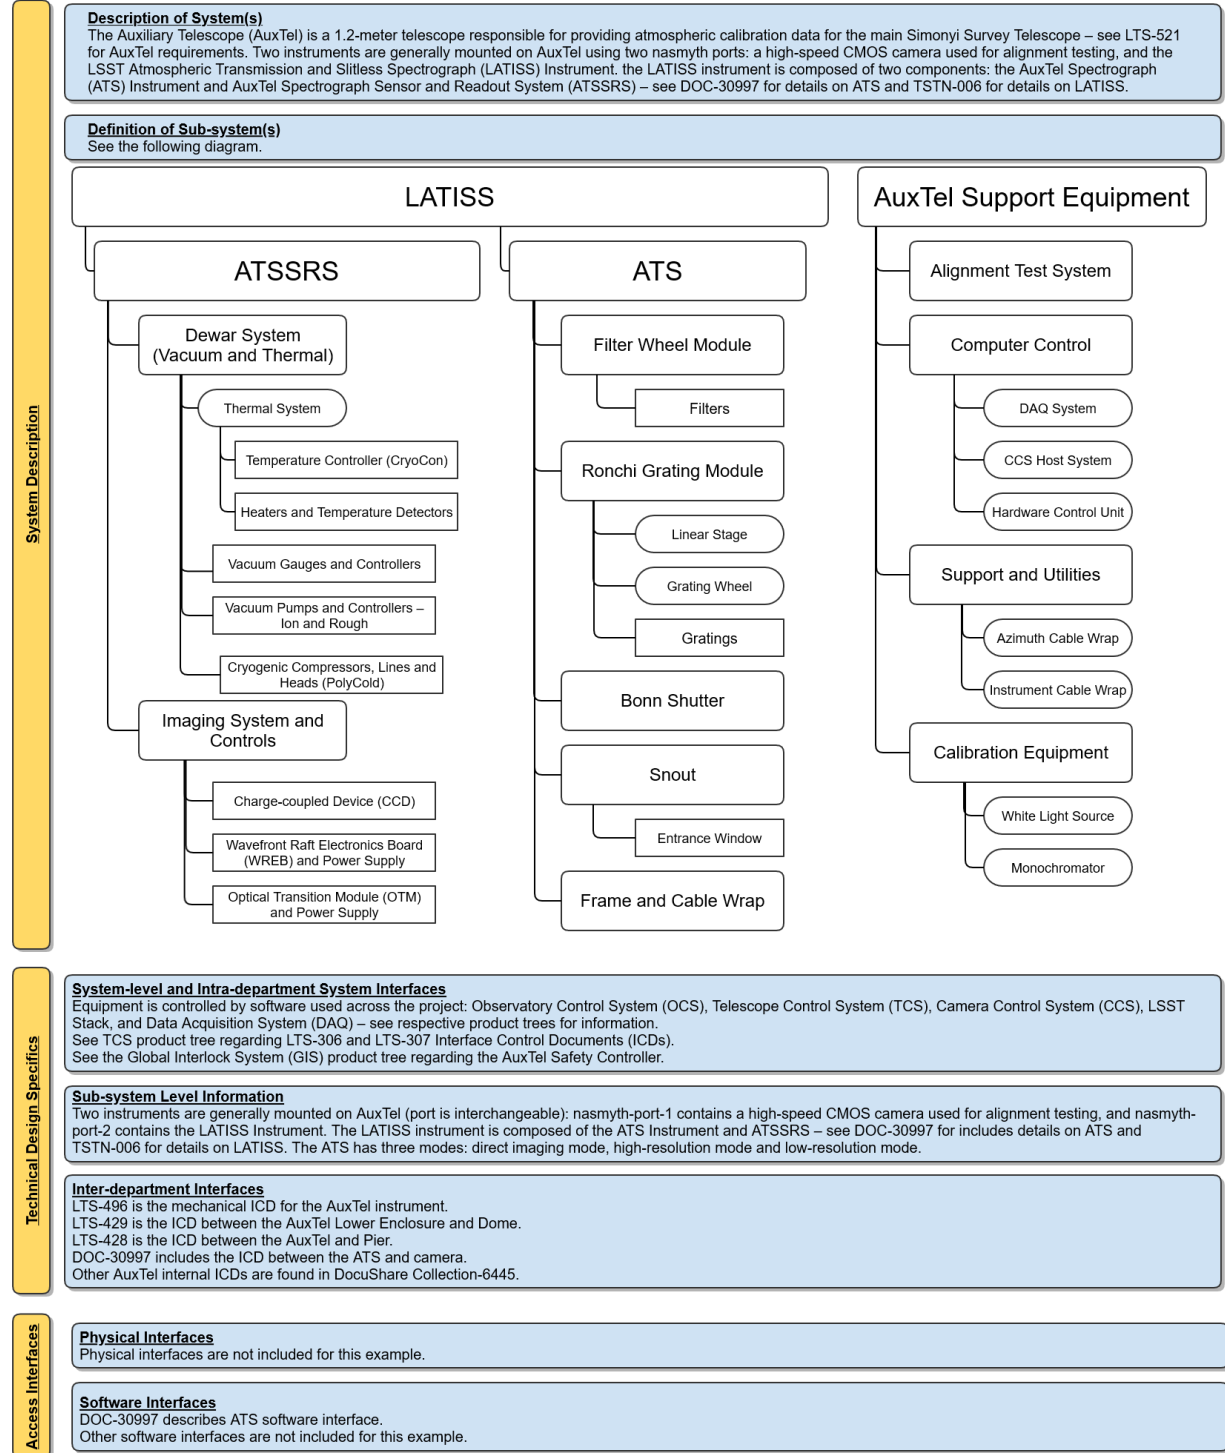 System Description
Description of System(s)
The Auxiliary Telescope (AuxTel) is a 1.2-meter telescope responsible for providing atmospheric calibration data for the main Simonyi Survey Telescope – see LTS-521
for AuxTel requirements. Two instruments are generally mounted on AuxTel using two nasmyth ports: a high-speed CMOS camera used for alignment testing, and the
LSST Atmospheric Transmission and Slitless Spectrograph (LATISS) Instrument. the LATISS instrument is composed of two components: the AuxTel Spectrograph
(ATS) Instrument and AuxTel Spectrograph Sensor and Readout System (ATSSRS) – see DOC-30997 for details on ATS and TSTN-006 for details on LATISS.
Definition of Sub-system(s)
See the following diagram.
LATISS
ATSSRS
Dewar System
(Vacuum and Thermal)
Thermal System
Temperature Controller (CryoCon)
Heaters and Temperature Detectors
Vacuum Gauges and Controllers
Vacuum Pumps and Controllers –
Ion and Rough
Cryogenic Compressors, Lines and
Heads (PolyCold)
Imaging System and
Controls
Charge-coupled Device (CCD)
Wavefront Raft Electronics Board
(WREB) and Power Supply
Optical Transition Module (OTM)
and Power Supply
ATS
Filter Wheel Module
Filters
Ronchi Grating Module
Linear Stage
Grating Wheel
Gratings
Bonn Shutter
Snout
Entrance Window
Frame and Cable Wrap
AuxTel Support Equipment
Alignment Test System
Computer Control
DAQ System
CCS Host System
Hardware Control Unit
Support and Utilities
Azimuth Cable Wrap
Instrument Cable Wrap
Calibration Equipment
White Light Source
Monochromator
Technical Design Specifics
System-level and Intra-department System Interfaces
Equipment is controlled by software used across the project: Observatory Control System (OCS), Telescope Control System (TCS), Camera Control System (CCS), LSST
Stack, and Data Acquisition System (DAQ) – see respective product trees for information.
See TCS product tree regarding LTS-306 and LTS-307 Interface Control Documents (ICDs).
See the Global Interlock System (GIS) product tree regarding the AuxTel Safety Controller.
Sub-system Level Information
Two instruments are generally mounted on AuxTel (port is interchangeable): nasmyth-port-1 contains a high-speed CMOS camera used for alignment testing, and nasmyth-
port-2 contains the LATISS Instrument. The LATISS instrument is composed of the ATS Instrument and ATSSRS – see DOC-30997 for includes details on ATS and
TSTN-006 for details on LATISS. The ATS has three modes: direct imaging mode, high-resolution mode and low-resolution mode.
Inter-department Interfaces
LTS-496 is the mechanical ICD for the AuxTel instrument.
LTS-429 is the ICD between the AuxTel Lower Enclosure and Dome.
LTS-428 is the ICD between the AuxTel and Pier.
DOC-30997 includes the ICD between the ATS and camera.
Other AuxTel internal ICDs are found in DocuShare Collection-6445.
Access Interfaces
Physical Interfaces
Physical interfaces are not included for this example.
Software Interfaces
DOC-30997 describes ATS software interface.
Other software interfaces are not included for this example.